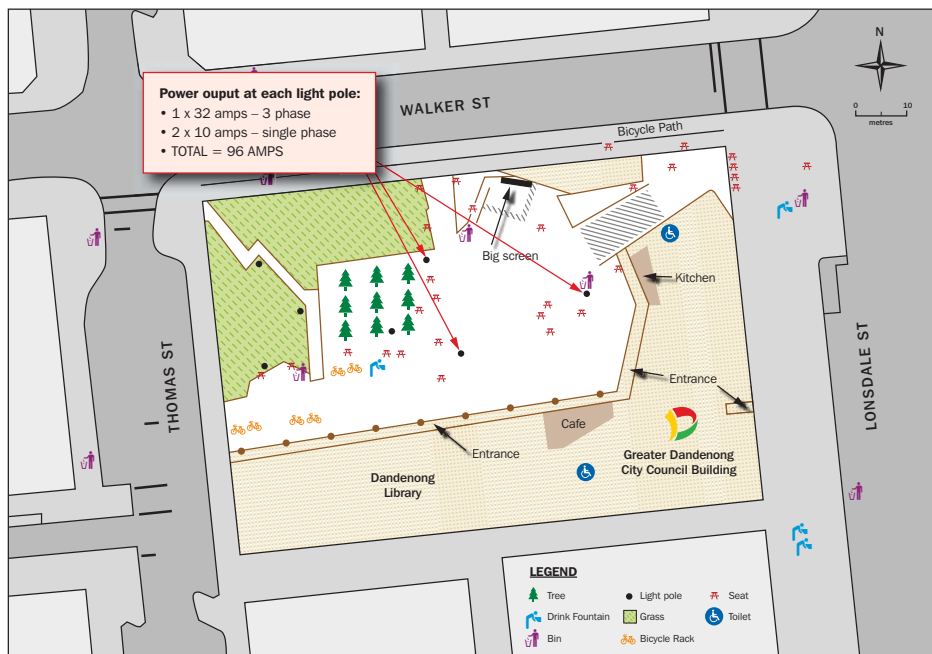 N
0 10
metres
Power ouput at each light pole:
• 1 x 32 amps – 3 phase
• 2 x 10 amps – single phase
• TOTAL = 96 AMPS
WALKER ST
Bicycle Path
Big screen
Kitchen
THOMAS ST
LONSDALE ST
Entrance
Cafe
Entrance
Greater Dandenong
City Council Building
Dandenong
Library
LEGEND
Tree
Light pole
Seat
Drink Fountain
Grass
Toilet
Bin
Bicycle Rack